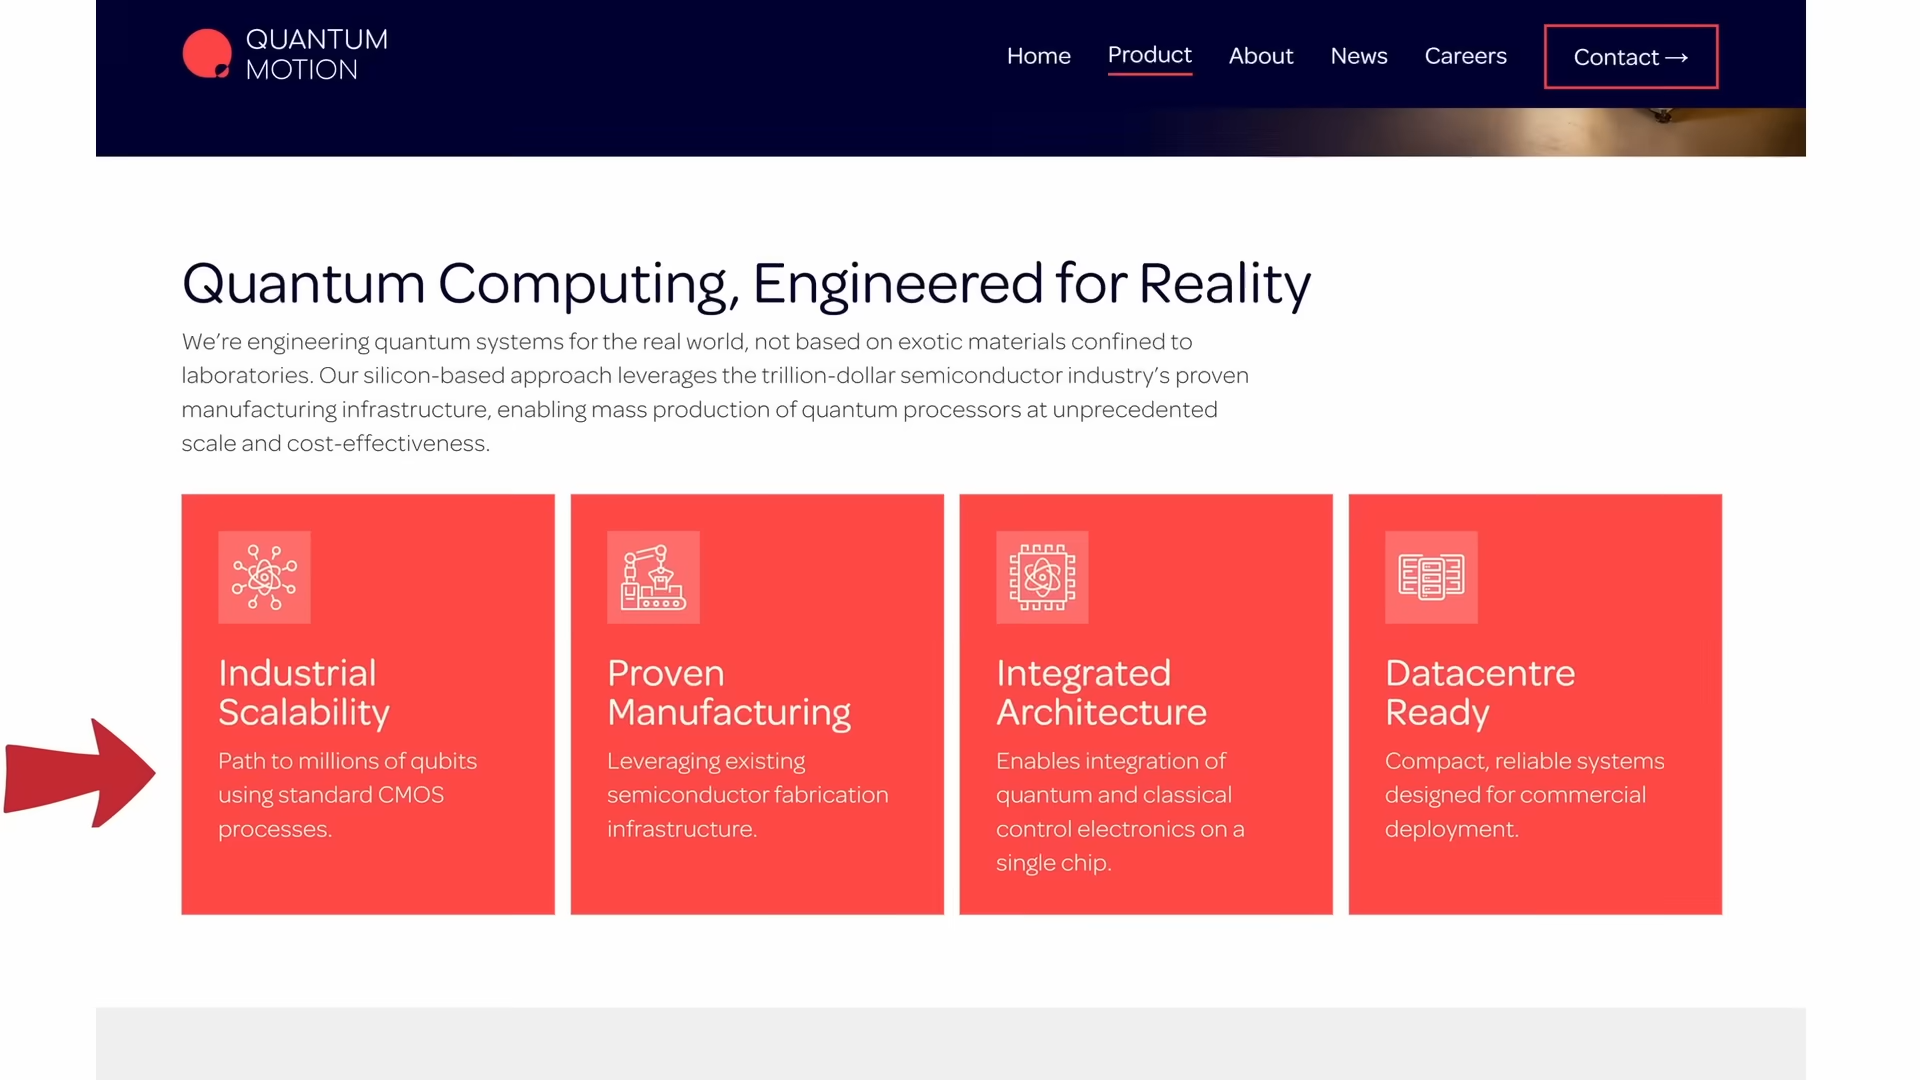 QUANTUM
MOTION
Home Product About News Careers Contact →
Quantum Computing, Engineered for Reality
We’re engineering quantum systems for the real world, not based on exotic materials confined to
laboratories. Our silicon-based approach leverages the trillion-dollar semiconductor industry’s proven
manufacturing infrastructure, enabling mass production of quantum processors at unprecedented
scale and cost-effectiveness.
Industrial
Scalability
Path to millions of qubits
using standard CMOS
processes.
Proven
Manufacturing
Leveraging existing
semiconductor fabrication
infrastructure.
Integrated
Architecture
Enables integration of
quantum and classical
control electronics on a
single chip.
Datacentre
Ready
Compact, reliable systems
designed for commercial
deployment.